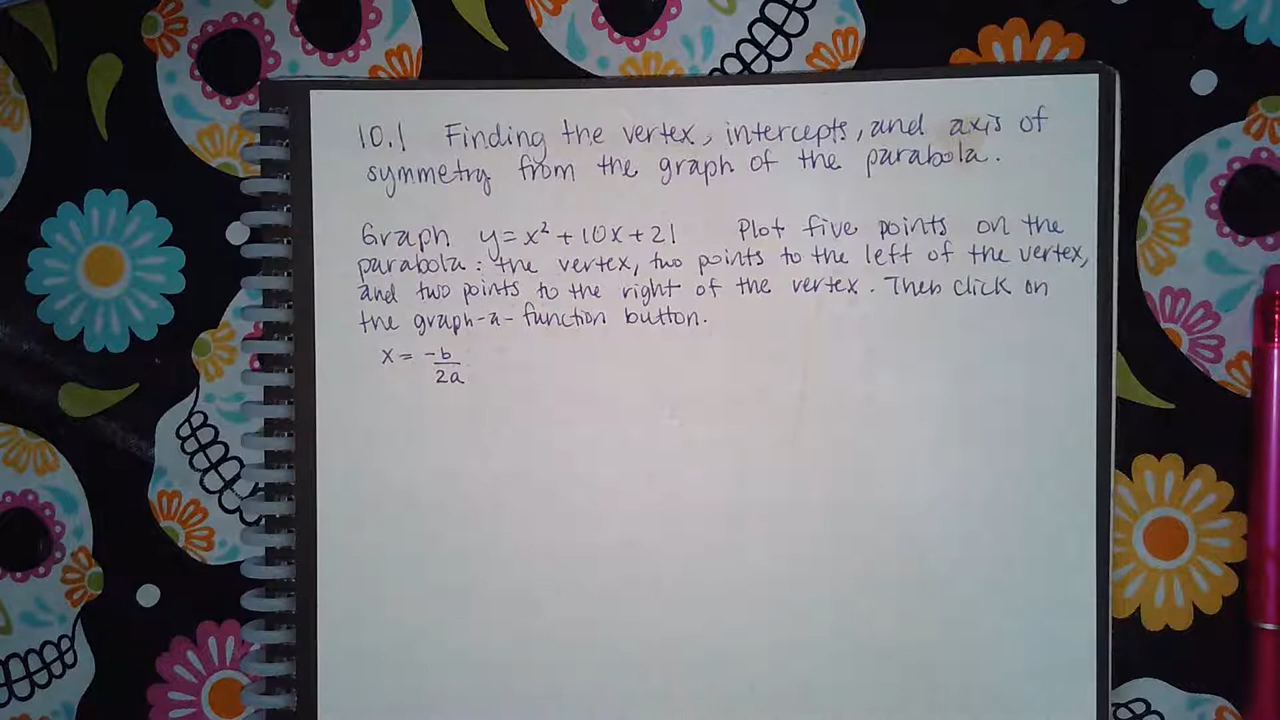 10.1 Finding the vertex, intercepts, and axis of
symmetry from the graph of the parabola.
Graph y=x²+10x+21 Plot five points on the
parabola: the vertex, two points to the left of the vertex,
and two points to the right of the vertex. Then click on
the graph-a-function button.
x = -b/2a